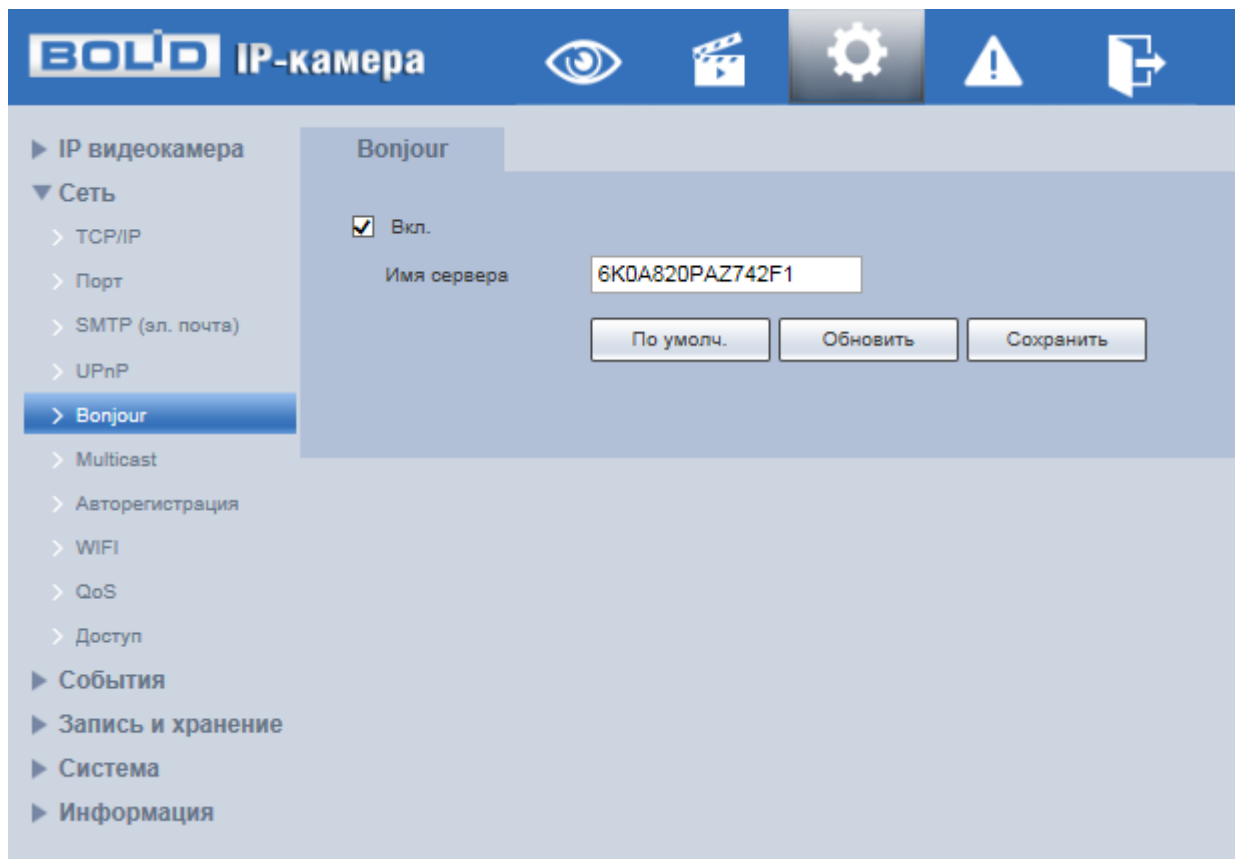 BOLID IP-камера
IP видеокамера
Сеть
TCP/IP
Порт
SMTP (эл. почта)
UPnP
Bonjour
Multicast
Авторегистрация
WIFI
QoS
Доступ
События
Запись и хранение
Система
Информация
Bonjour
Вкл.
Имя сервера 6K0A820PAZ742F1
По умолч. Обновить Сохранить